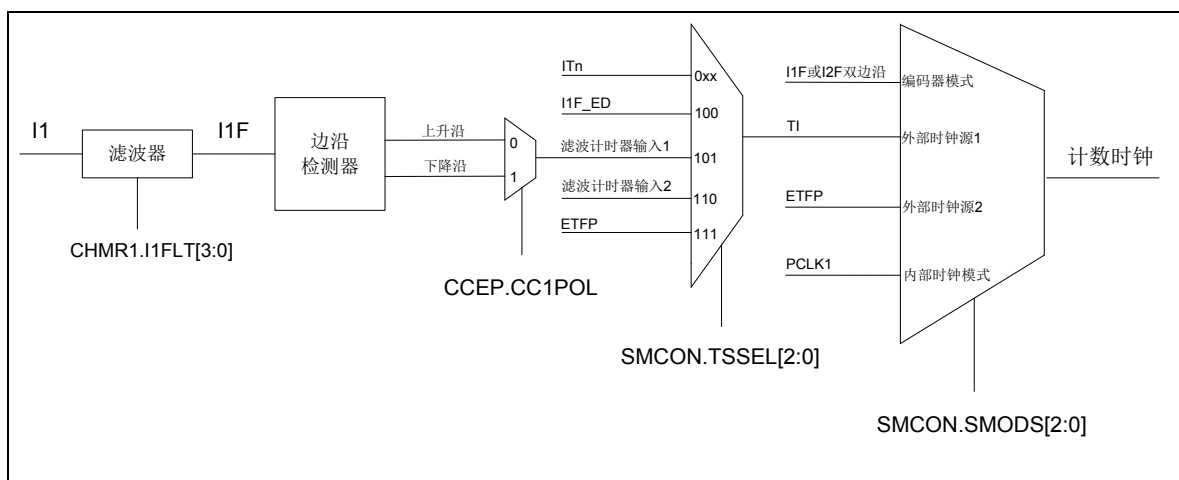 I1
滤波器
CHMR1.I1FLT[3:0]
I1F
边沿
检测器
上升沿
下降沿
0
1
CCEP.CC1POL
ITn
I1F_ED
滤波计时器输入1
滤波计时器输入2
ETFP
0xx
100
101
110
111
SMCON.TSSEL[2:0]
I1F或I2F双边沿
TI
ETFP
PCLK1
编码器模式
外部时钟源1
外部时钟源2
内部时钟模式
SMCON.SMODS[2:0]
计数时钟